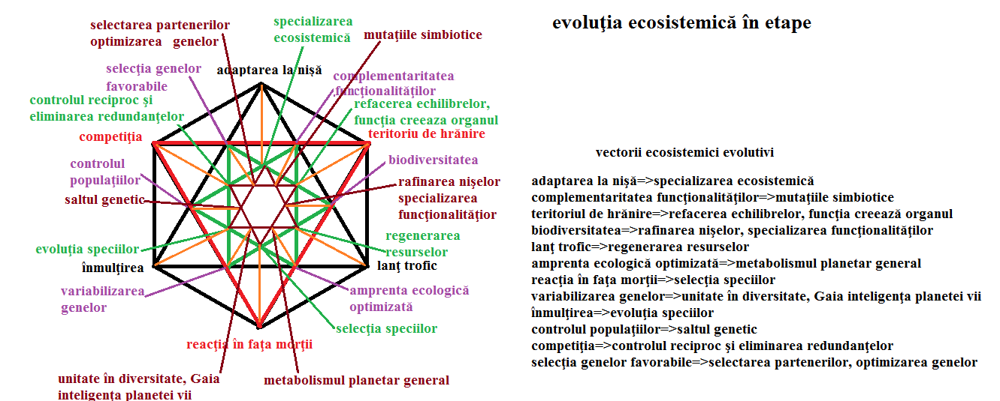 evoluţia ecosistemică în etape
selectarea partenerilor
optimizarea genelor
specializarea
ecosistemică
mutaţiile simbiotice
selecţia genelor
favorabile
adaptarea la nişă
complementaritatea
funcţionalităţilor
controlul reciproc şi
eliminarea redundanţelor
refacerea echilibrelor,
funcţia creeaza organul
competiţia
teritoriu de hrănire
controlul
populaţiilor
biodiversitatea
saltul genetic
rafinarea nişelor
specializarea
funcţionalităţior
evoluţia speciilor
regenerarea
resurselor
înmulţirea
lanţ trofic
variabilizarea
genelor
amprenta ecologică
optimizată
selecţia speciilor
reacţia în faţa morţii
unitate în diversitate, Gaia
inteligenţa planetei vii
metabolismul planetar general
vectorii ecosistemici evolutivi
adaptarea la nişă=>specializarea ecosistemică
complementaritatea funcţionalităţilor=>mutaţiile simbiotice
teritoriul de hrănire=>refacerea echilibrelor, funcţia creează organul
biodiversitatea=>rafinarea nişelor, specializarea funcţionalităţilor
lanţ trofic=>regenerarea resurselor
amprenta ecologică optimizată=>metabolismul planetar general
reacţia în faţa morţii=>selecţia speciilor
variabilizarea genelor=>unitate în diversitate, Gaia inteligenţa planetei vii
înmulţirea=>evoluţia speciilor
controlul populaţiilor=>saltul genetic
competiţia=>controlul reciproc şi eliminarea redundanţelor
selecţia genelor favorabile=>selectarea partenerilor, optimizarea genelor